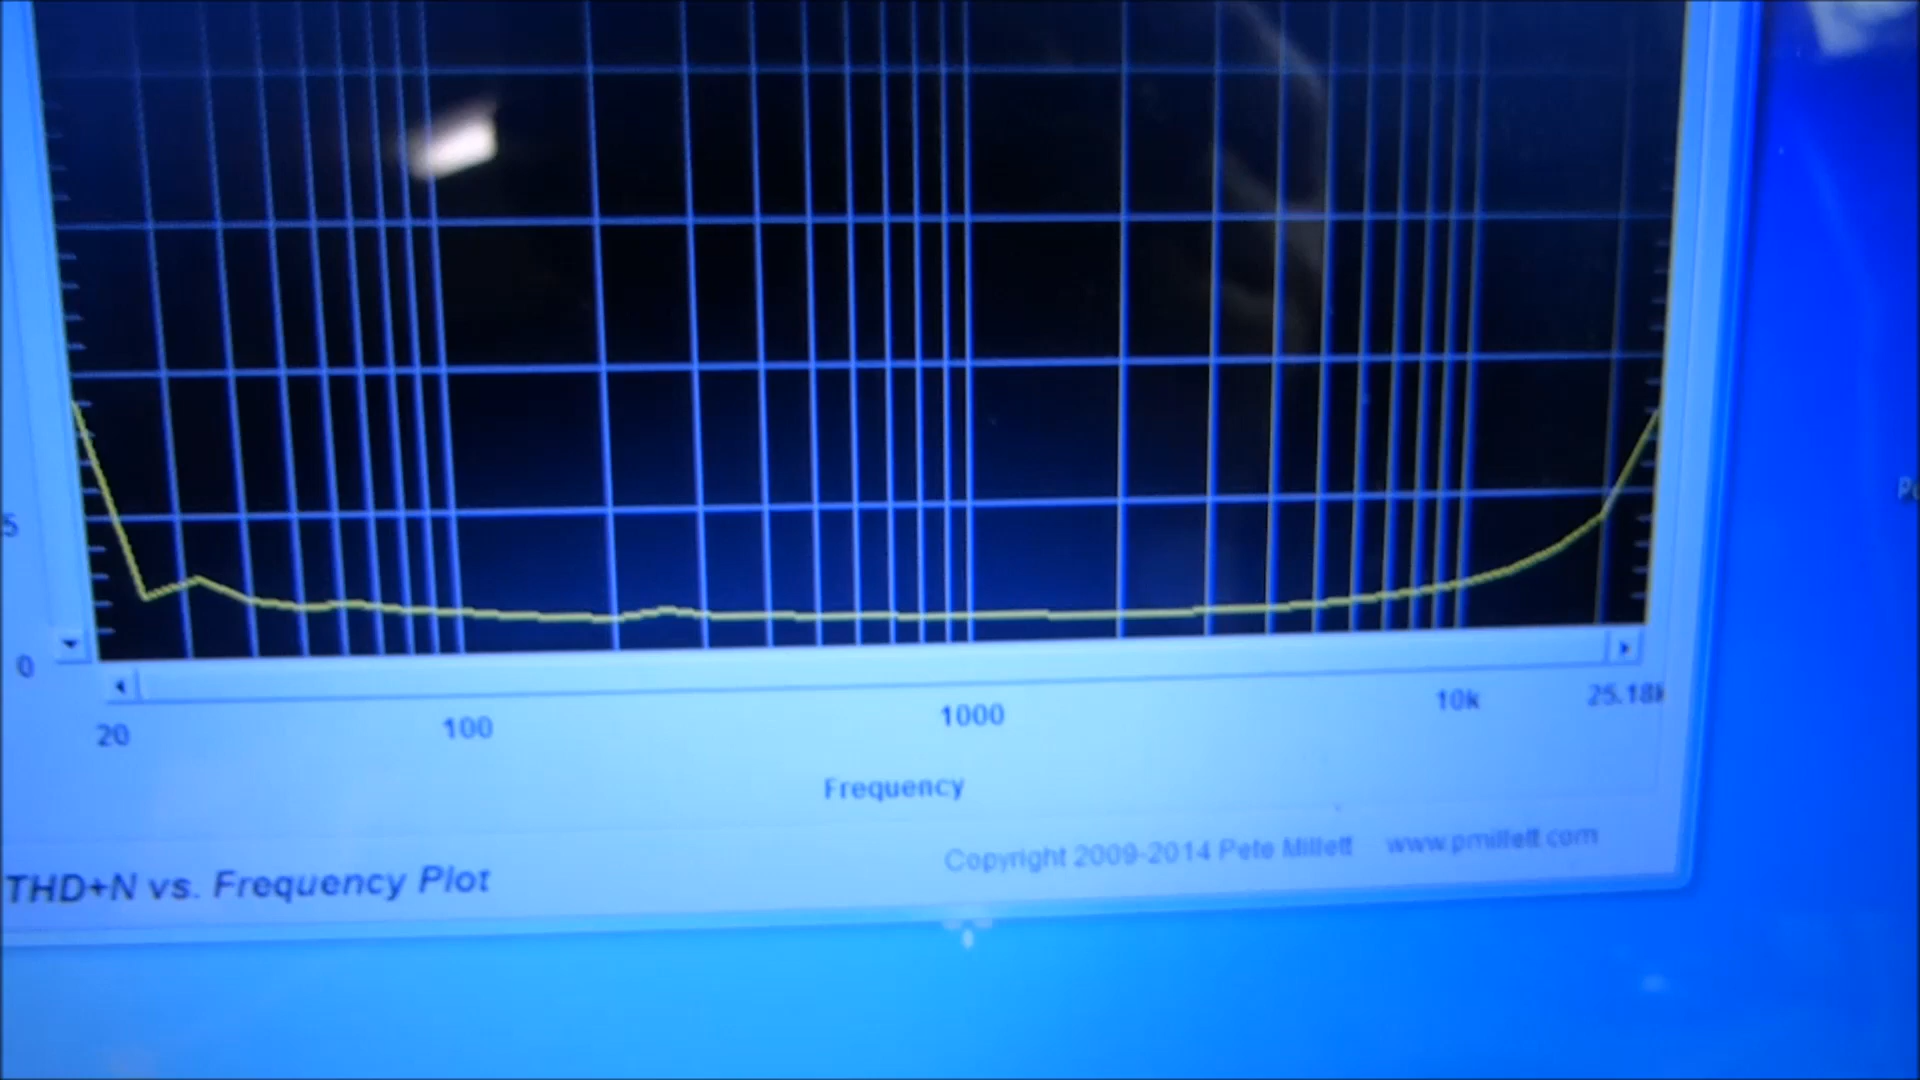 5
0
20 100 1000 10k 25.18k
Frequency
Copyright 2009-2014 Pete Millett www.pmillett.com
THD+N vs. Frequency Plot